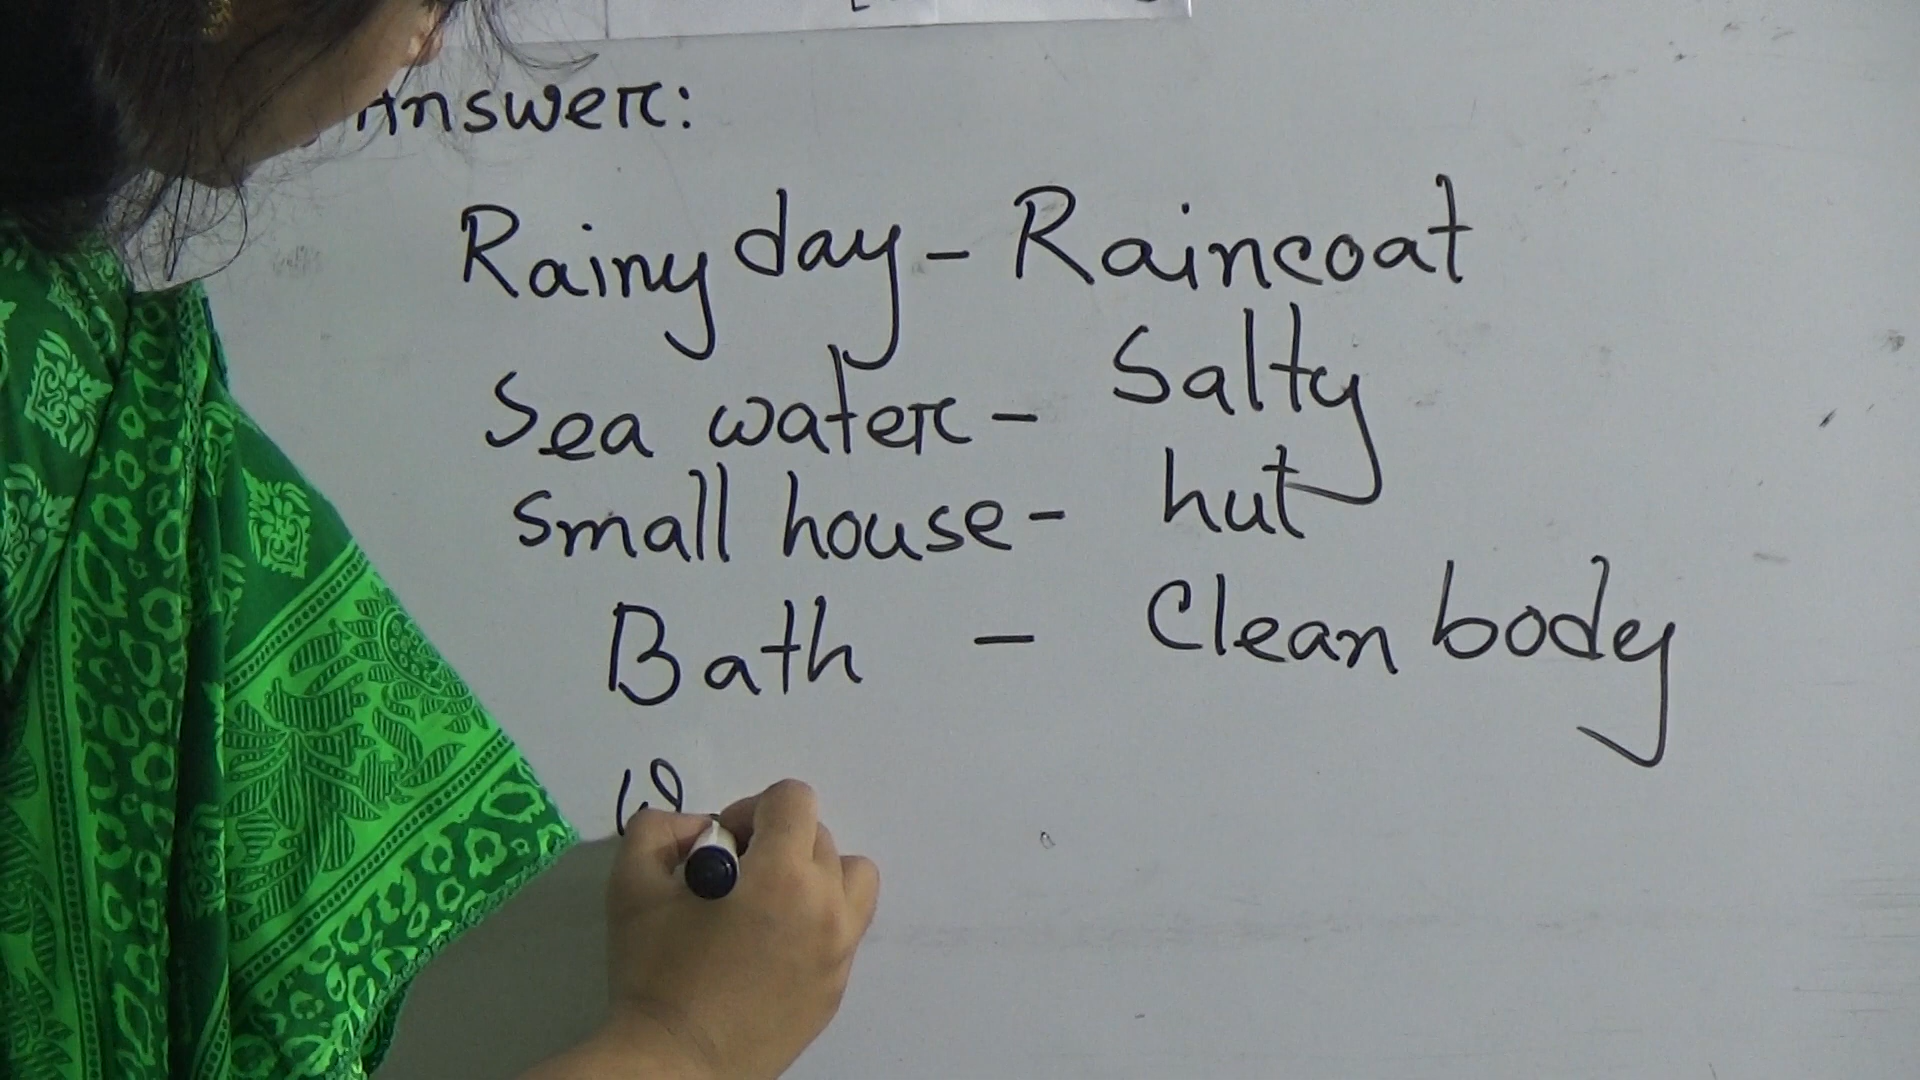 Answer:
Rainy day - Raincoat
Sea water - Salty
Small house - hut
Bath - Clean body